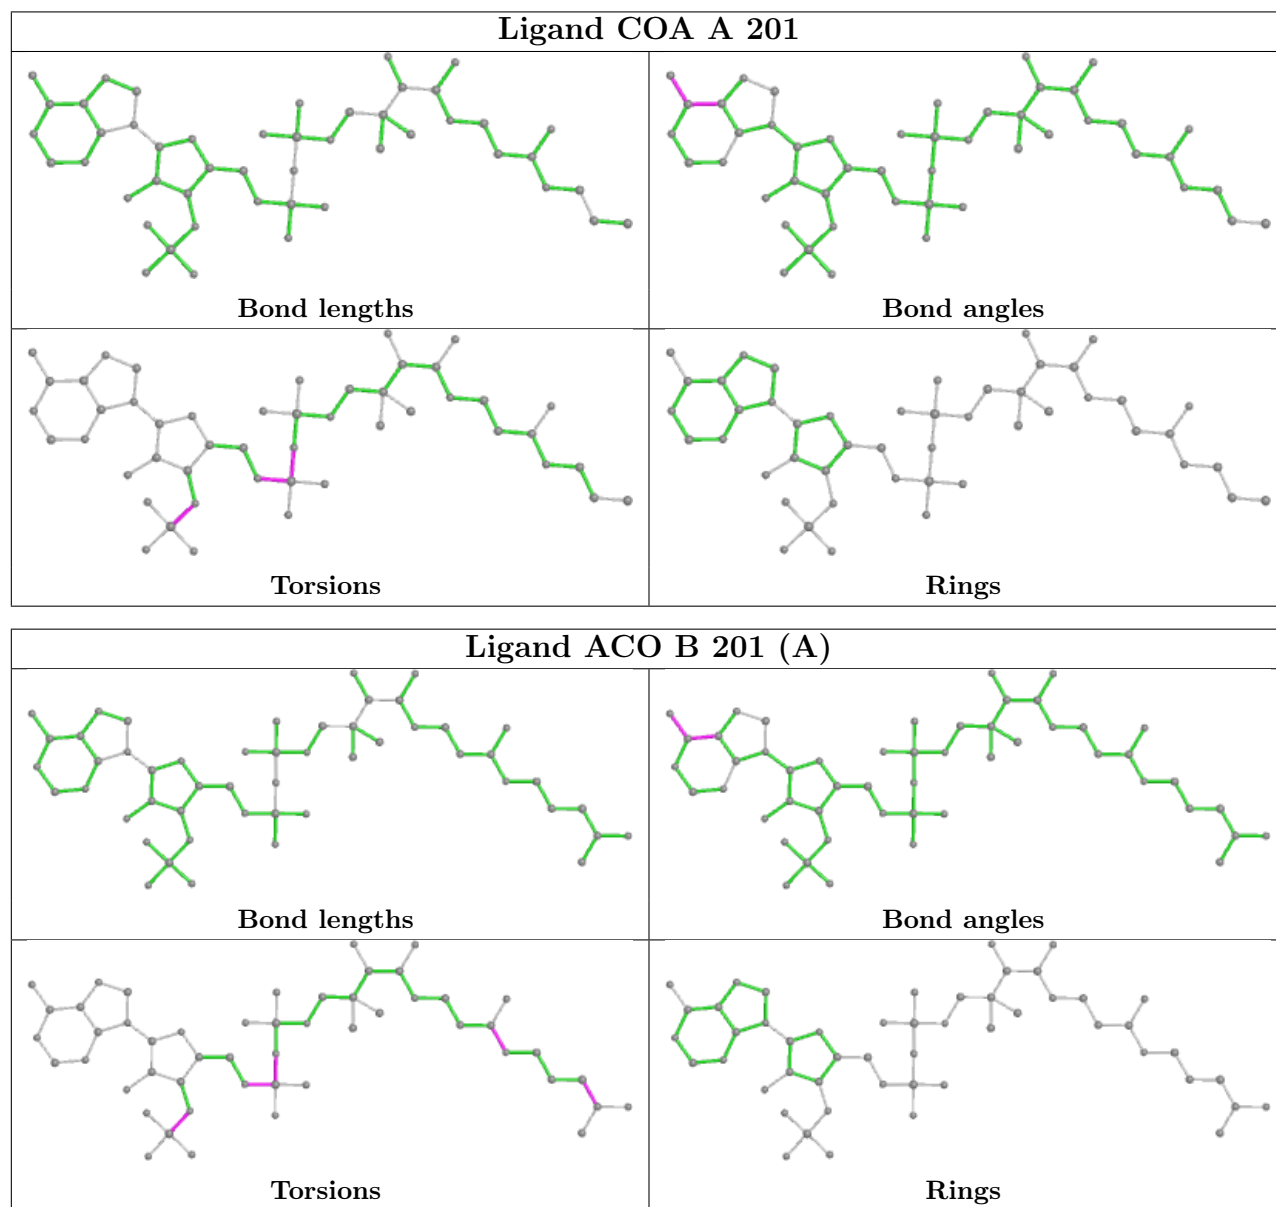 Ligand COA A 201
Bond lengths
Bond angles
Torsions
Rings
Ligand ACO B 201 (A)
Bond lengths
Bond angles
Torsions
Rings